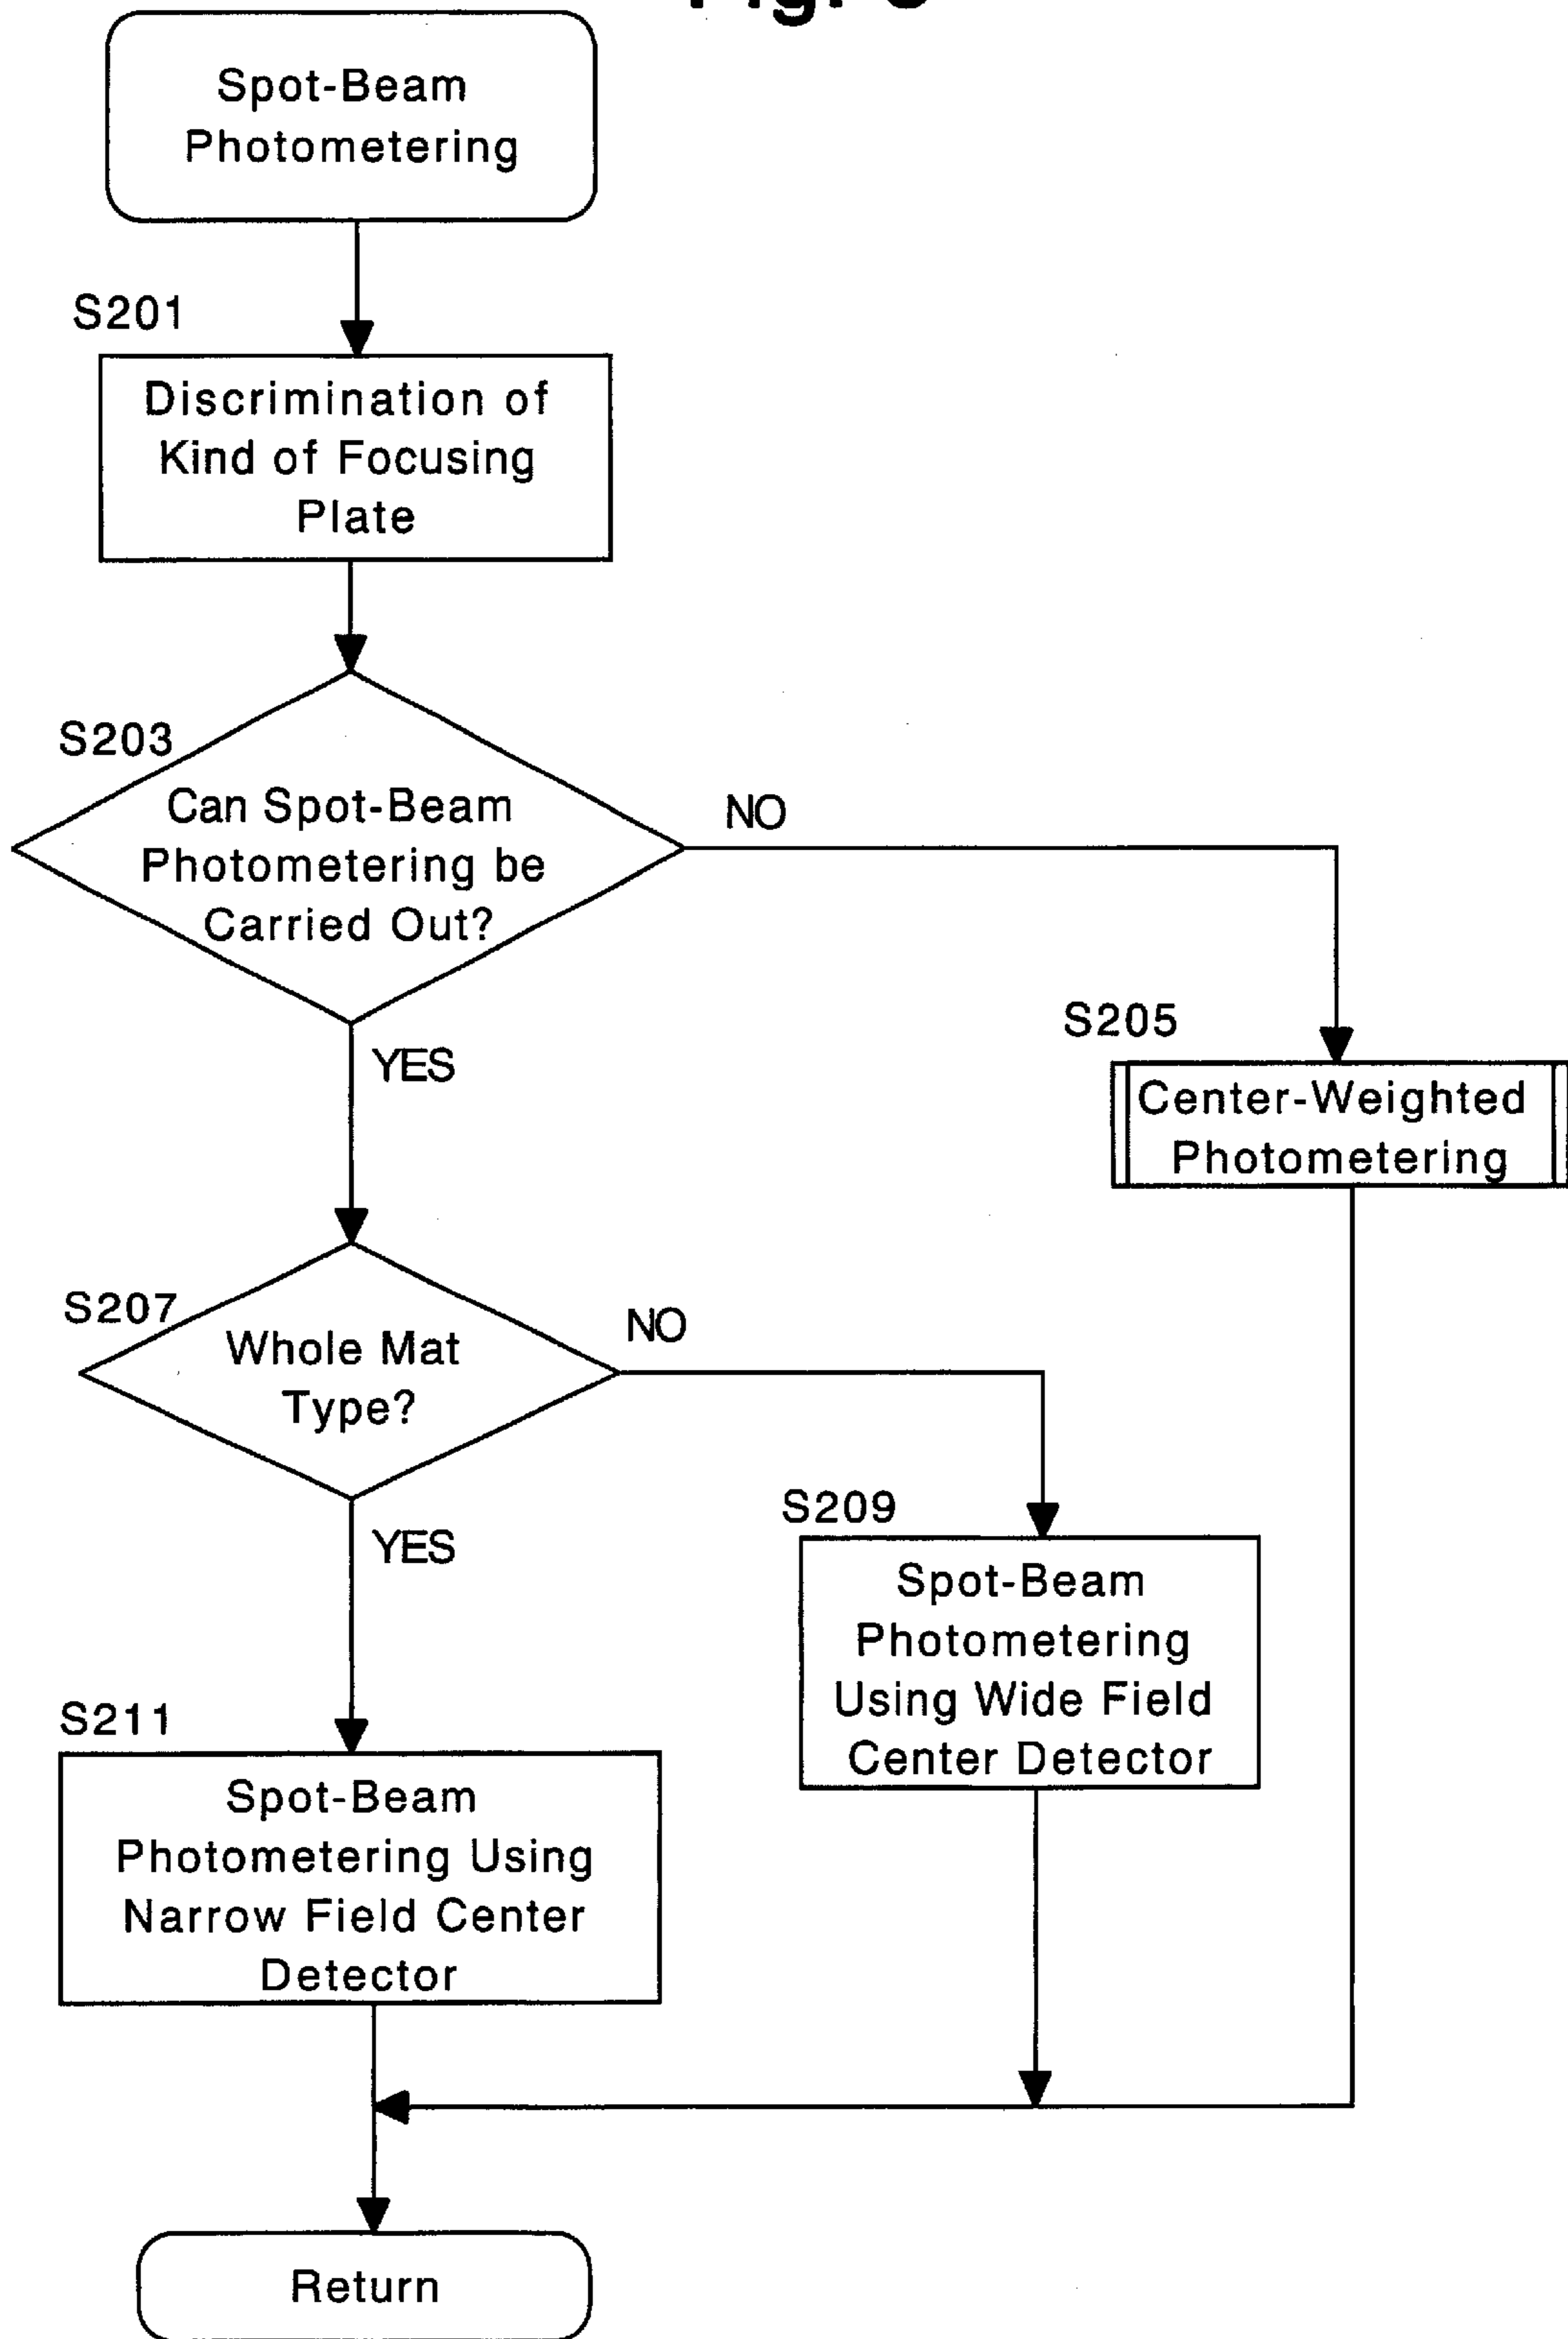 Spot-Beam
Photometering
S201
Discrimination of
Kind of Focusing
Plate
S203
Can Spot-Beam
Photometering be
Carried Out?
NO
YES
S205
Center-Weighted
Photometering
S207
Whole Mat
Type?
NO
YES
S209
Spot-Beam
Photometering
Using Wide Field
Center Detector
S211
Spot-Beam
Photometering Using
Narrow Field Center
Detector
Return